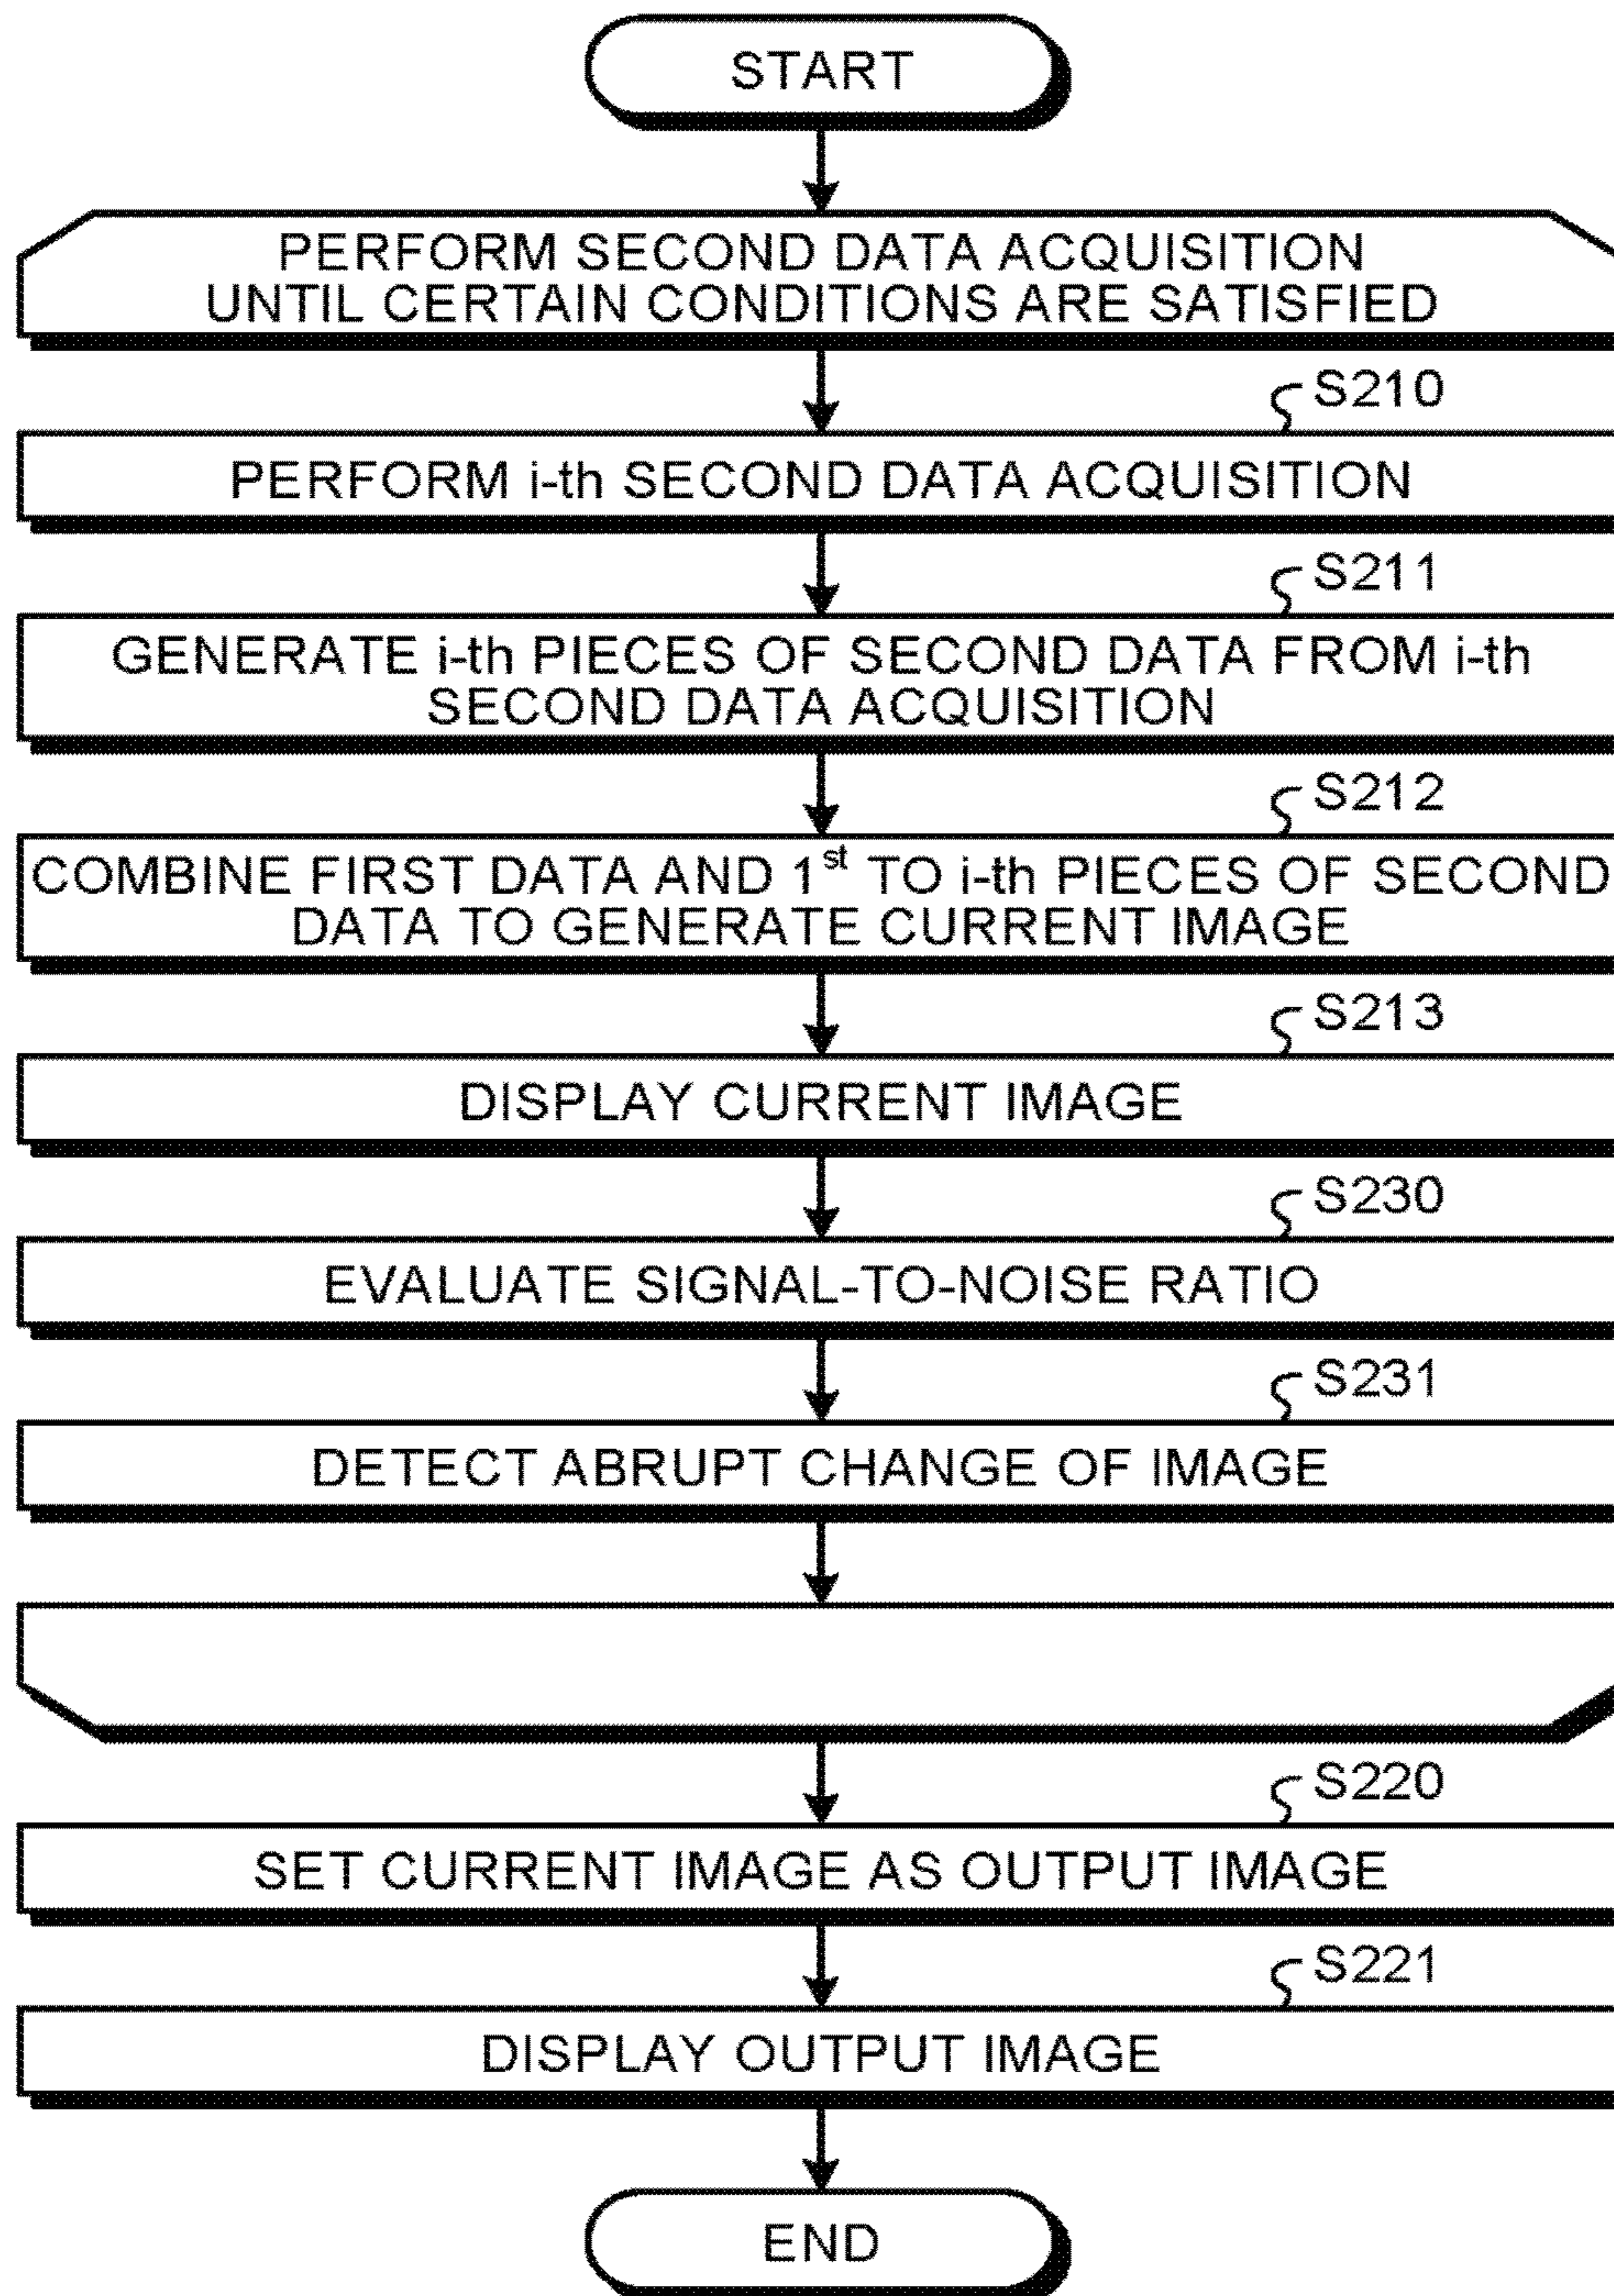 START
PERFORM SECOND DATA ACQUISITION
UNTIL CERTAIN CONDITIONS ARE SATISFIED
S210
PERFORM i-th SECOND DATA ACQUISITION
S211
GENERATE i-th PIECES OF SECOND DATA FROM i-th
SECOND DATA ACQUISITION
S212
COMBINE FIRST DATA AND 1st TO i-th PIECES OF SECOND
DATA TO GENERATE CURRENT IMAGE
S213
DISPLAY CURRENT IMAGE
S230
EVALUATE SIGNAL-TO-NOISE RATIO
S231
DETECT ABRUPT CHANGE OF IMAGE
S220
SET CURRENT IMAGE AS OUTPUT IMAGE
S221
DISPLAY OUTPUT IMAGE
END